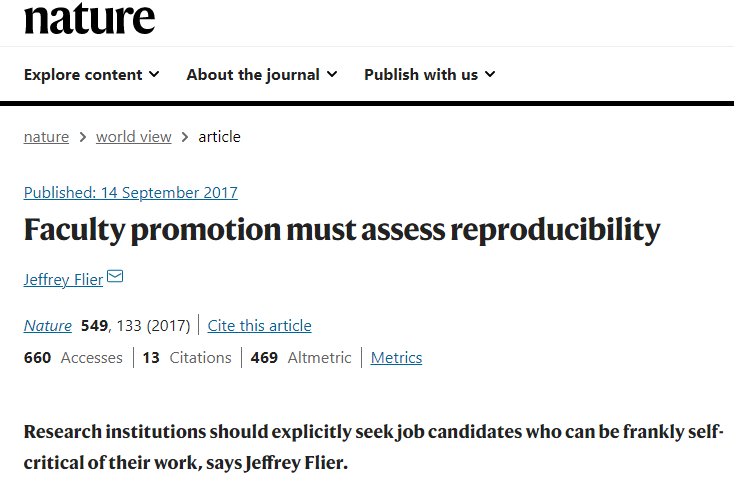 nature
Explore content About the journal Publish with us
nature > world view > article
Published: 14 September 2017
Faculty promotion must assess reproducibility
Jeffrey Flier
Nature 549, 133 (2017) | Cite this article
660 Accesses | 13 Citations | 469 Altmetric | Metrics
Research institutions should explicitly seek job candidates who can be frankly self-
critical of their work, says Jeffrey Flier.